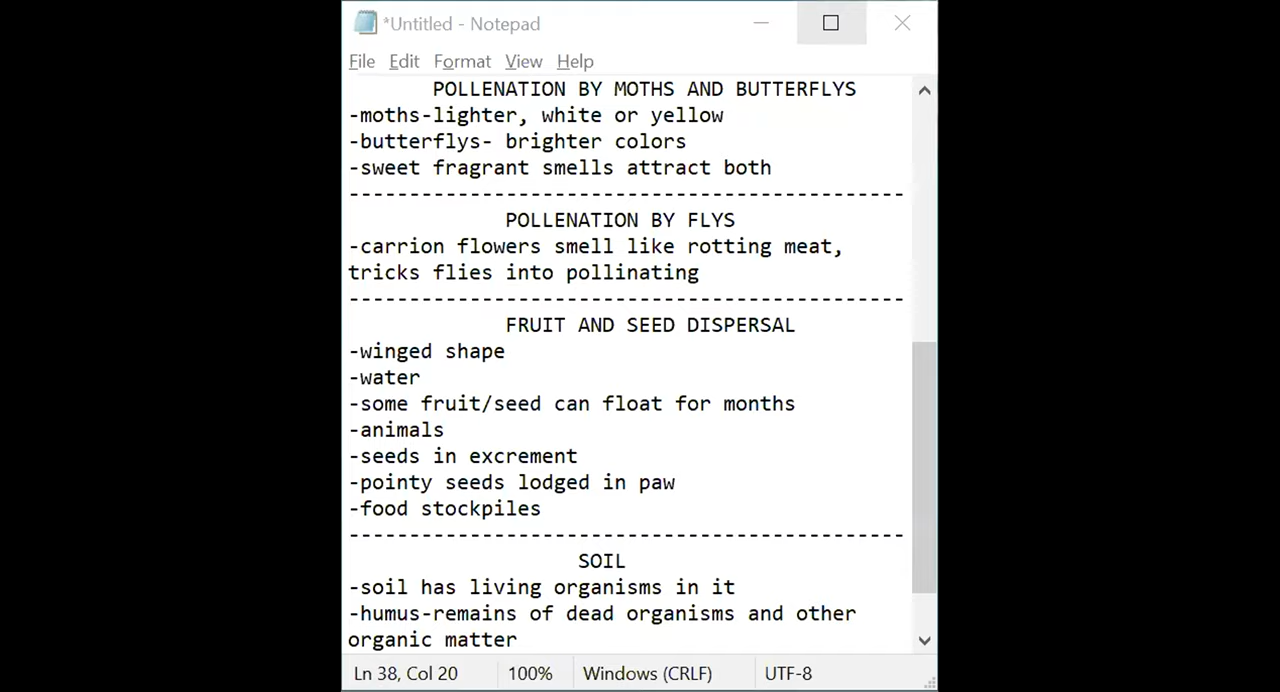 *Untitled - Notepad
File Edit Format View Help
POLLENATION BY MOTHS AND BUTTERFLYS
-moths-lighter, white or yellow
-butterflys- brighter colors
-sweet fragrant smells attract both
----------------------------------------------
POLLENATION BY FLYS
-carrion flowers smell like rotting meat,
tricks flies into pollinating
----------------------------------------------
FRUIT AND SEED DISPERSAL
-winged shape
-water
-some fruit/seed can float for months
-animals
-seeds in excrement
-pointy seeds lodged in paw
-food stockpiles
----------------------------------------------
SOIL
-soil has living organisms in it
-humus-remains of dead organisms and other
organic matter
Ln 38, Col 20 100% Windows (CRLF) UTF-8